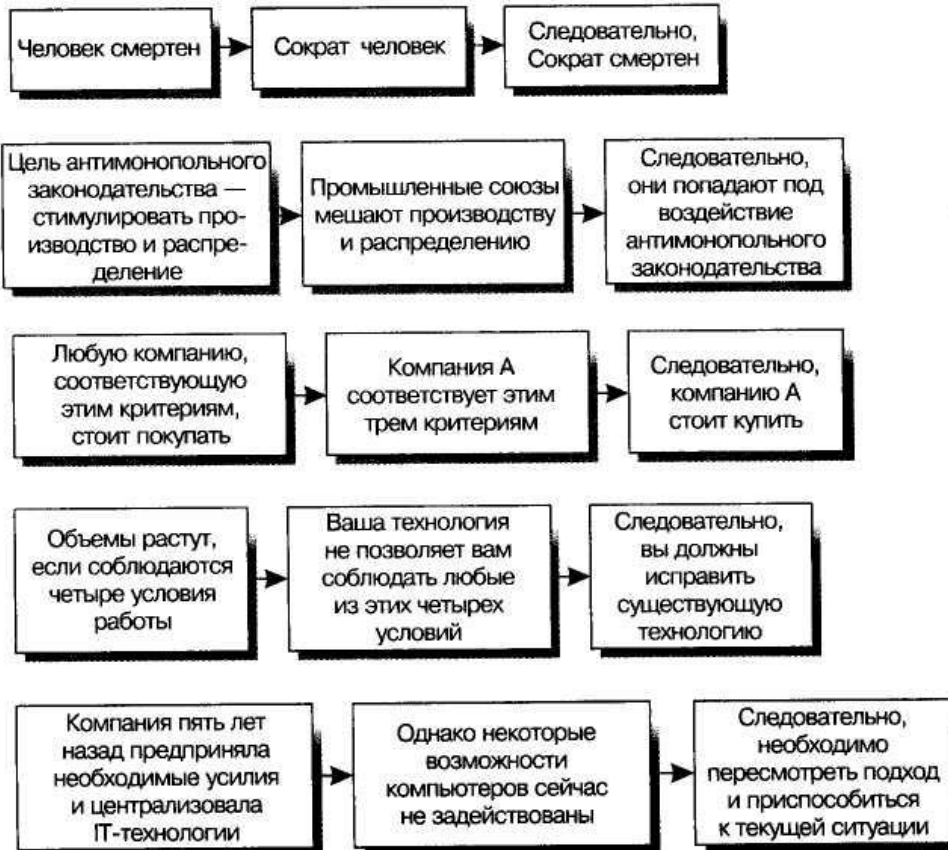 Человек смертен
Сократ человек
Следовательно,
Сократ смертен
Цель антимонопольного
законодательства —
стимулировать про-
изводство и распре-
деление
Промышленные союзы
мешают производству
и распределению
Следовательно,
они попадают под
воздействие
антимонопольного
законодательства
Любую компанию,
соответствующую
этим критериям,
стоит покупать
Компания А
соответствует этим
трем критериям
Следовательно,
компанию А
стоит купить
Объемы растут,
если соблюдаются
четыре условия
работы
Ваша технология
не позволяет вам
соблюдать любые
из этих четырех
условий
Следовательно,
вы должны
исправить
существующую
технологию
Компания пять лет
назад предприняла
необходимые усилия
и централизовала
IT-технологии
Однако некоторые
возможности
компьютеров сейчас
не задействованы
Следовательно,
необходимо
пересмотреть подход
и приспособиться
к текущей ситуации